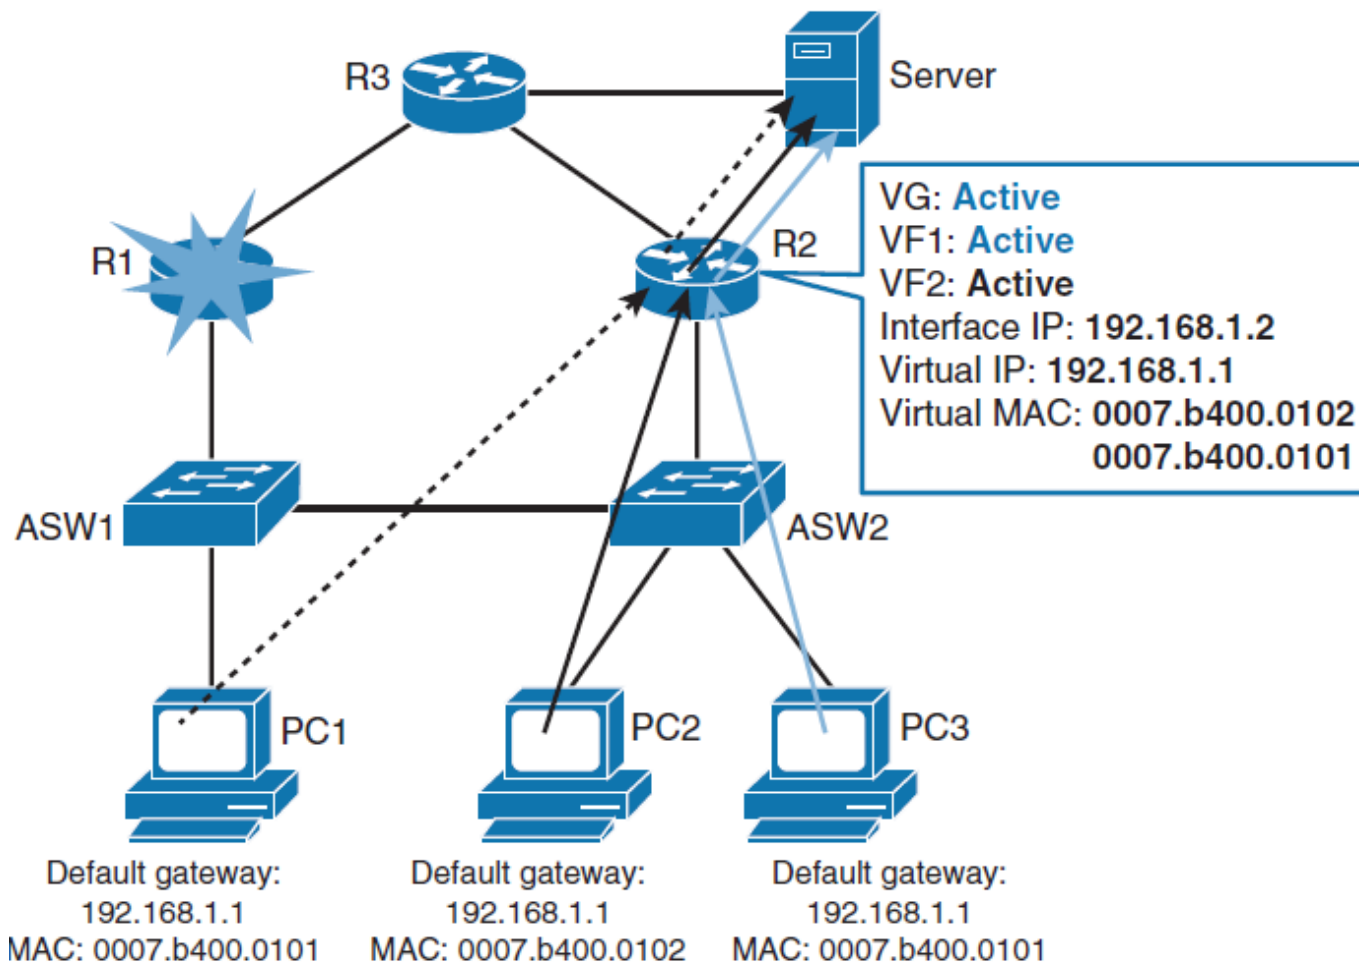 R3
Server
R1
R2
VG: Active
VF1: Active
VF2: Active
Interface IP: 192.168.1.2
Virtual IP: 192.168.1.1
Virtual MAC: 0007.b400.0102
0007.b400.0101
ASW1
ASW2
PC1
PC2
PC3
Default gateway:
192.168.1.1
MAC: 0007.b400.0101
Default gateway:
192.168.1.1
MAC: 0007.b400.0102
Default gateway:
192.168.1.1
MAC: 0007.b400.0101